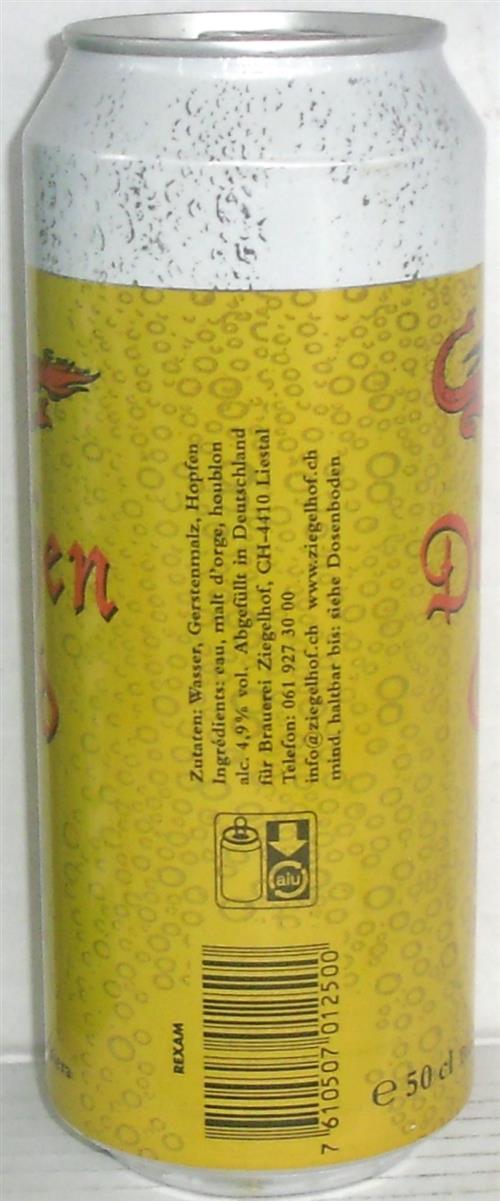 en
Zutaten: Wasser, Gerstenmalz, Hopfen
Ingrédients: eau, malt d'orge, houblon
alc. 4,9% vol. Abgefüllt in Deutschland
für Brauerei Ziegelhof, CH-4410 Liestal
Telefon: 061 927 30 00
info@ziegelhof.ch www.ziegelhof.ch
mind. haltbar bis: siehe Dosenboden
alu
REXAM
7 610507 012500
e 50 cl